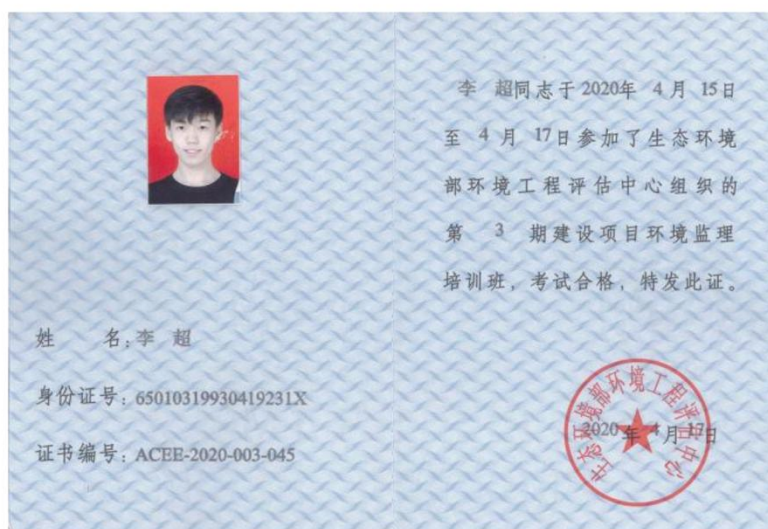 姓 名：李 超
身份证号：65010319930419231X
证书编号：ACEE-2020-003-045
李 超同志于2020年 4月 15日
至 4月 17日参加了生态环境
部环境工程评估中心组织的
第 3 期建设项目环境监理
培训班，考试合格，特发此证。
生态环境部环境工程评估中心
2020年 4月 17日